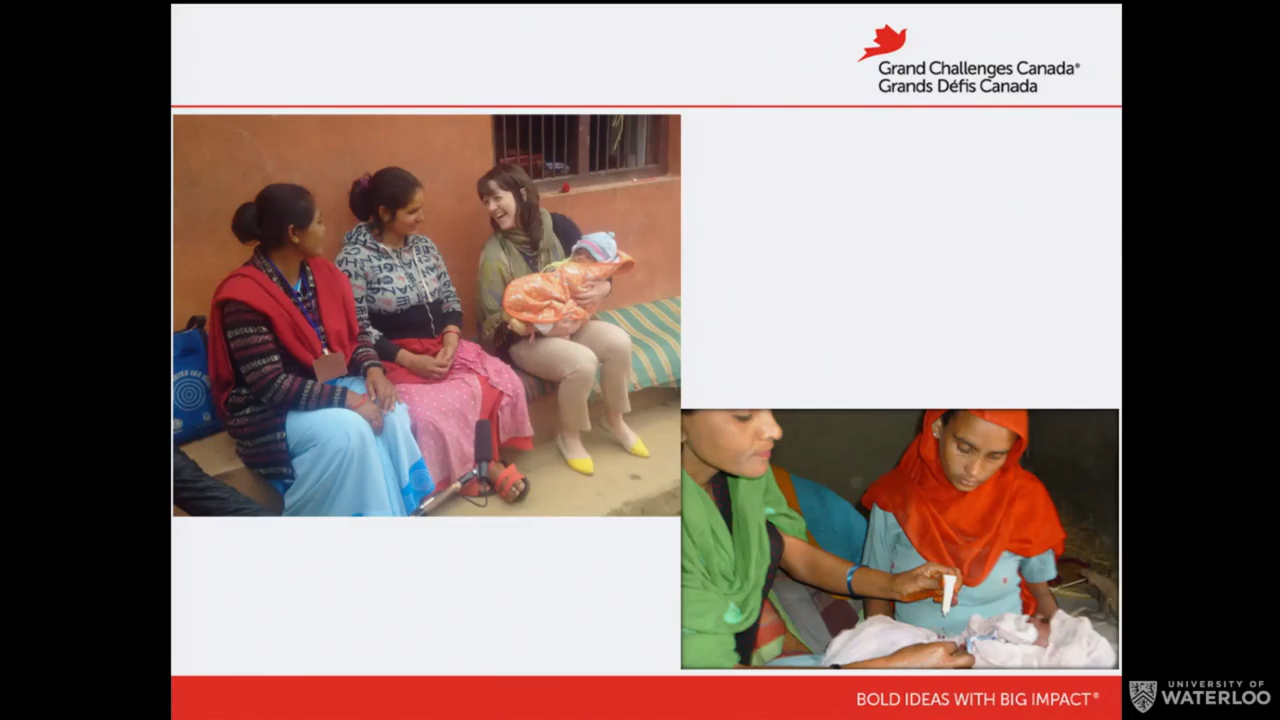 Grand Challenges Canada®
Grands Défis Canada
BOLD IDEAS WITH BIG IMPACT®
UNIVERSITY OF
WATERLOO